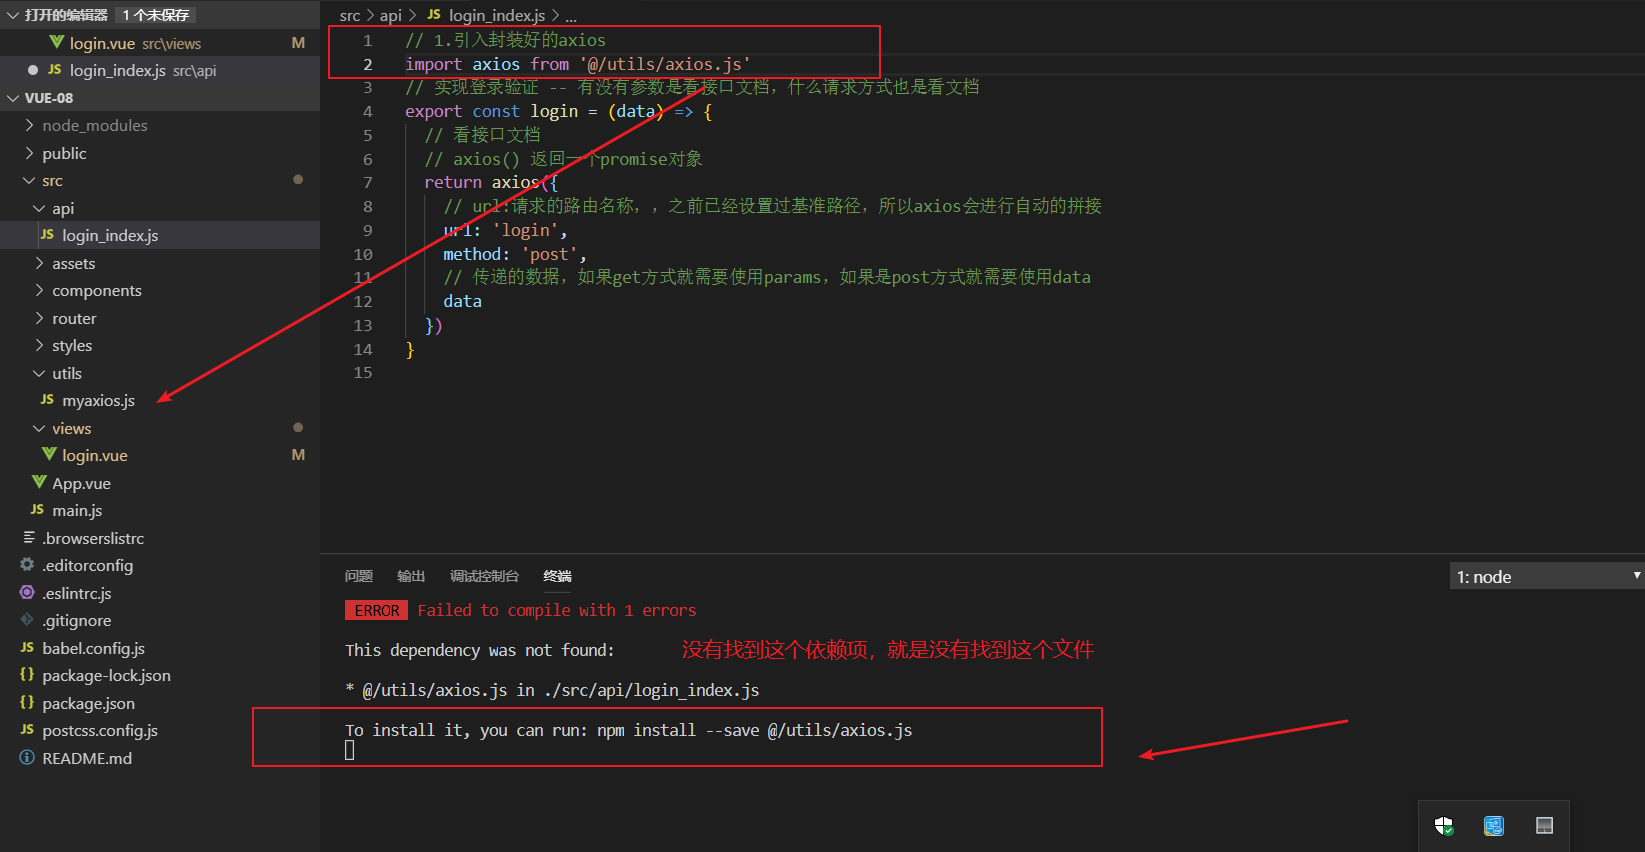 打开的编辑器 1 个未保存
login.vue src\views M
login_index.js src\api
VUE-08
node_modules
public
src
api
login_index.js
assets
components
router
styles
utils
myaxios.js
views
login.vue M
App.vue
main.js
.browserslistrc
.editorconfig
.eslintrc.js
.gitignore
babel.config.js
package-lock.json
package.json
postcss.config.js
README.md
src > api > JS login_index.js > ...
1 // 1.引入封装好的axios
2 import axios from '@/utils/axios.js'
3 // 实现登录验证 -- 有没有参数是看接口文档，什么请求方式也是看文档
4 export const login = (data) => {
5 // 看接口文档
6 // axios() 返回一个promise对象
7 return axios({
8 // url:请求的路由名称，，之前已经设置过基准路径，所以axios会进行自动的拼接
9 url: 'login',
10 method: 'post',
11 // 传递的数据，如果get方式就需要使用params，如果是post方式就需要使用data
12 data
13 })
14 }
15
问题 输出 调试控制台 终端
1: node
ERROR Failed to compile with 1 errors
This dependency was not found: 没有找到这个依赖项，就是没有找到这个文件
* @/utils/axios.js in ./src/api/login_index.js
To install it, you can run: npm install --save @/utils/axios.js